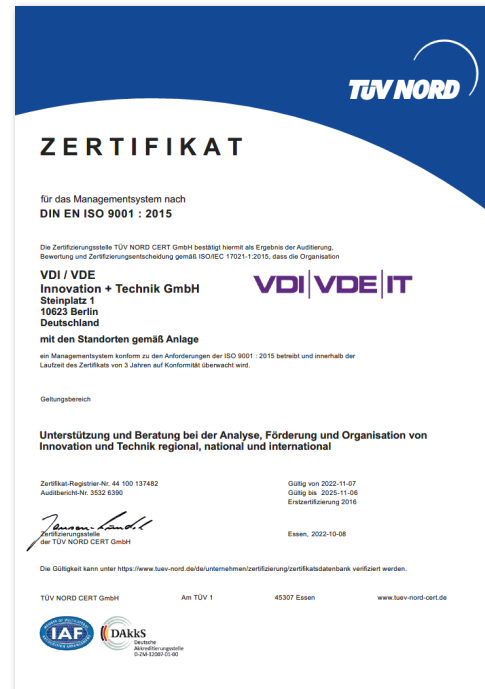 TÜV NORD
ZERTIFIKAT
für das Managementsystem nach
DIN EN ISO 9001 : 2015
Die Zertifizierungsstelle TÜV NORD CERT GmbH bestätigt hiermit als Ergebnis der Auditierung,
Bewertung und Zertifizierungsentscheidung gemäß ISO/IEC 17021-1:2015, dass die Organisation
VDI / VDE
Innovation + Technik GmbH
Steinplatz 1
10623 Berlin
Deutschland
VDI|VDE|IT
mit den Standorten gemäß Anlage
ein Managementsystem konform zu den Anforderungen der ISO 9001 : 2015 betreibt und innerhalb der
Laufzeit des Zertifikats von 3 Jahren auf Konformität überwacht wird.
Geltungsbereich
Unterstützung und Beratung bei der Analyse, Förderung und Organisation von
Innovation und Technik regional, national und international
Zertifikat-Registrier-Nr. 44 100 137482
Auditbericht-Nr. 3532 6390
Gültig von 2022-11-07
Gültig bis 2025-11-06
Erstzertifizierung 2016
Zertifizierungsstelle
der TÜV NORD CERT GmbH
Essen, 2022-10-08
Die Gültigkeit kann unter https://www.tuev-nord.de/de/unternehmen/zertifizierung/zertifikatsdatenbank verifiziert werden.
TÜV NORD CERT GmbH Am TÜV 1 45307 Essen www.tuev-nord-cert.de
IAF
DAkkS
Deutsche
Akkreditierungsstelle
D-ZM-12007-01-00